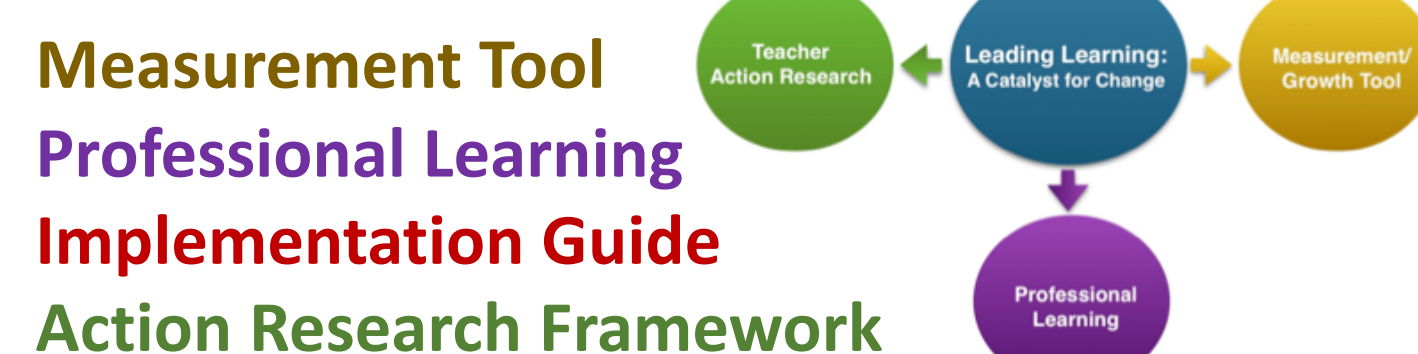 Measurement Tool
Professional Learning
Implementation Guide
Action Research Framework
Teacher
Action Research
Leading Learning:
A Catalyst for Change
Measurement/
Growth Tool
Professional
Learning